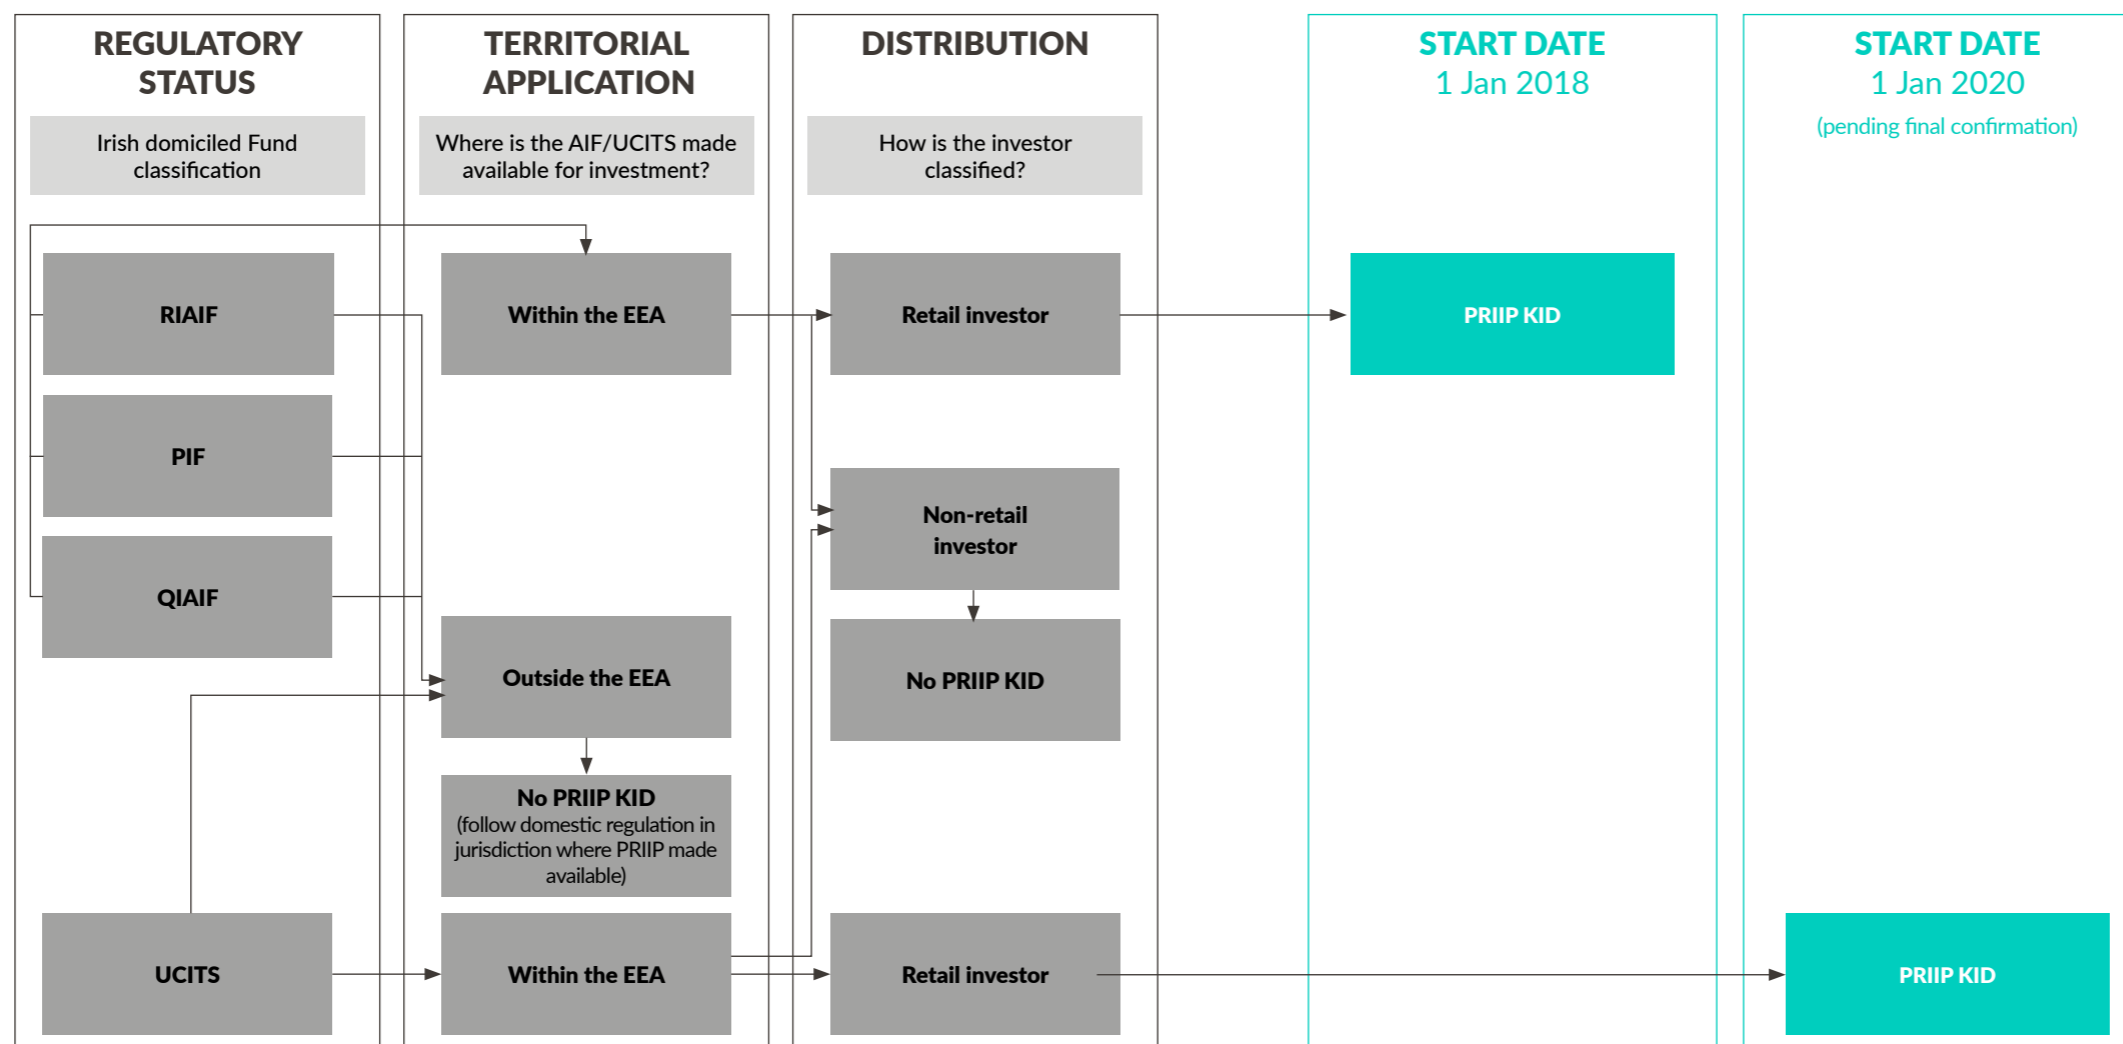 REGULATORY
STATUS
Irish domiciled Fund
classification
RIAIF
PIF
QIAIF
UCITS
TERRITORIAL
APPLICATION
Where is the AIF/UCITS made
available for investment?
Within the EEA
Outside the EEA
No PRIIP KID
(follow domestic regulation in
jurisdiction where PRIIP made
available)
Within the EEA
DISTRIBUTION
How is the investor
classified?
Retail investor
Non-retail
investor
No PRIIP KID
Retail investor
START DATE
1 Jan 2018
PRIIP KID
START DATE
1 Jan 2020
(pending final confirmation)
PRIIP KID